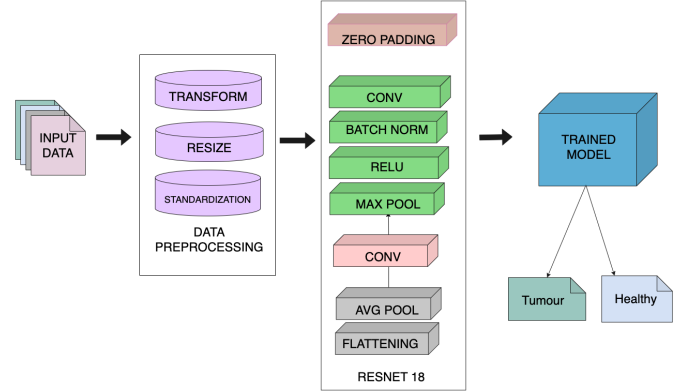 INPUT
DATA
TRANSFORM
RESIZE
STANDARDIZATION
DATA
PREPROCESSING
ZERO PADDING
CONV
BATCH NORM
RELU
MAX POOL
CONV
AVG POOL
FLATTENING
RESNET 18
TRAINED
MODEL
Tumour
Healthy